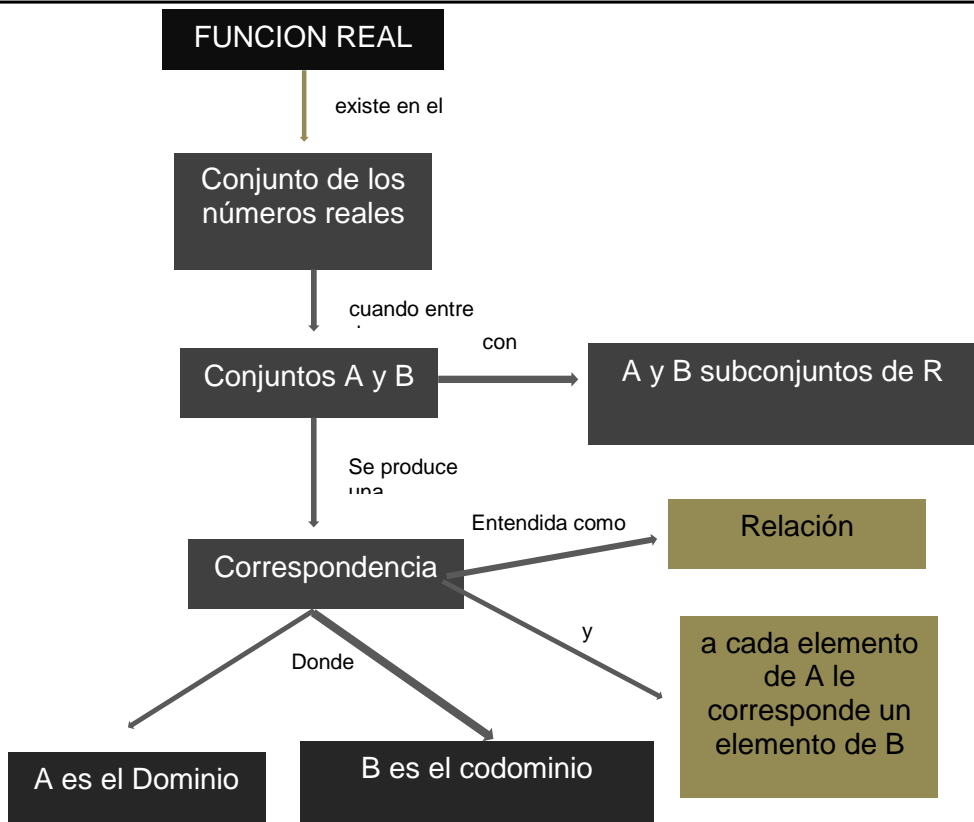 FUNCION REAL
existe en el
Conjunto de los
números reales
cuando entre
con
Conjuntos A y B
A y B subconjuntos de R
Se produce
una
Entendida como
Relación
Correspondencia
y
a cada elemento
de A le
corresponde un
elemento de B
Donde
A es el Dominio
B es el codominio